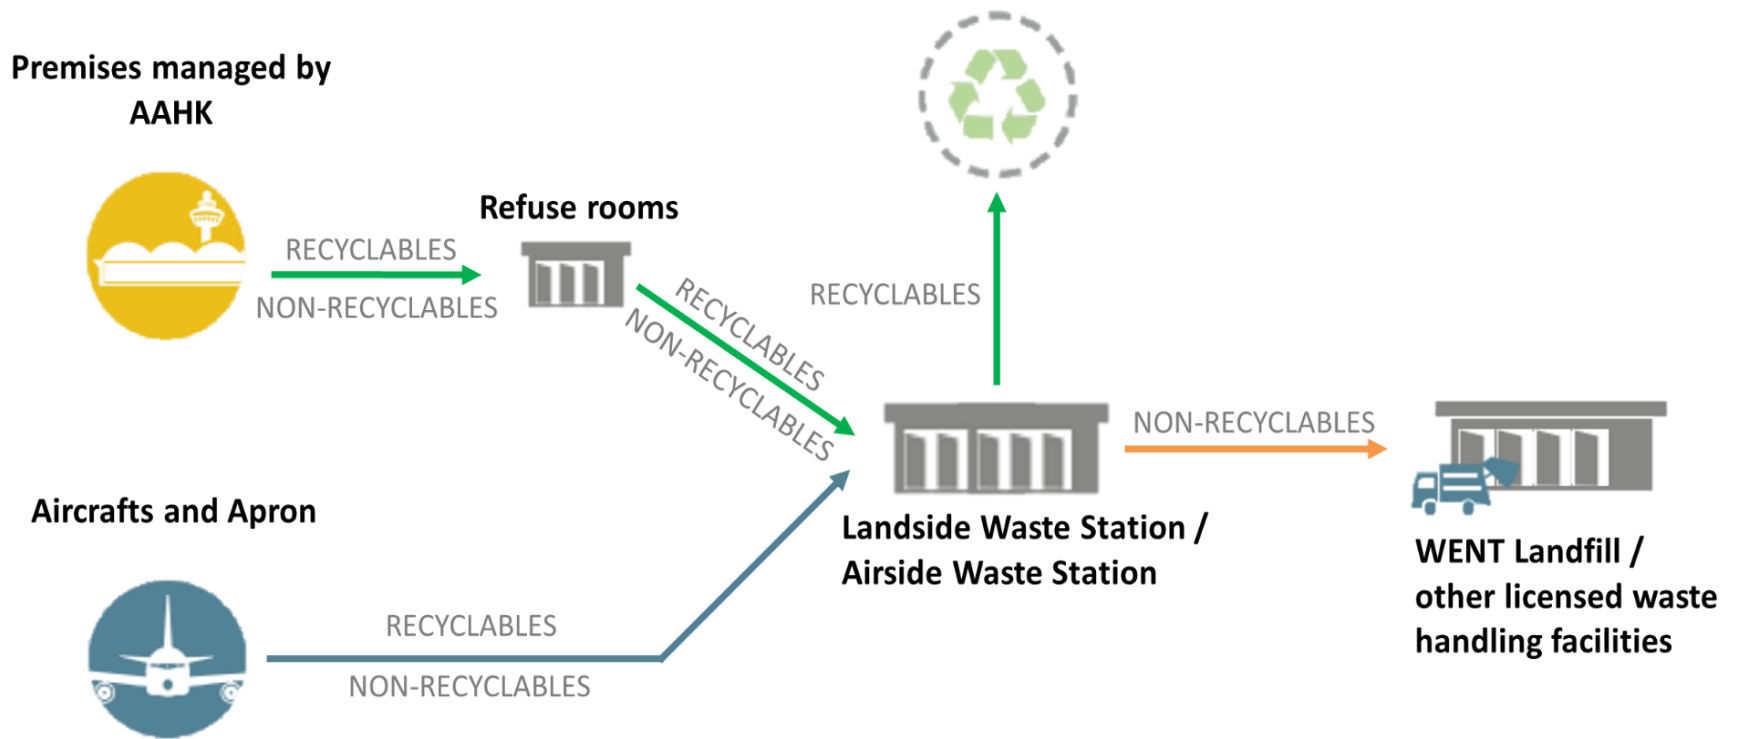 Premises managed by
AAHK
RECYCLABLES
NON-RECYCLABLES
Refuse rooms
RECYCLABLES
NON-RECYCLABLES
RECYCLABLES
Aircrafts and Apron
RECYCLABLES
NON-RECYCLABLES
Landside Waste Station /
Airside Waste Station
NON-RECYCLABLES
WENT Landfill /
other licensed waste
handling facilities